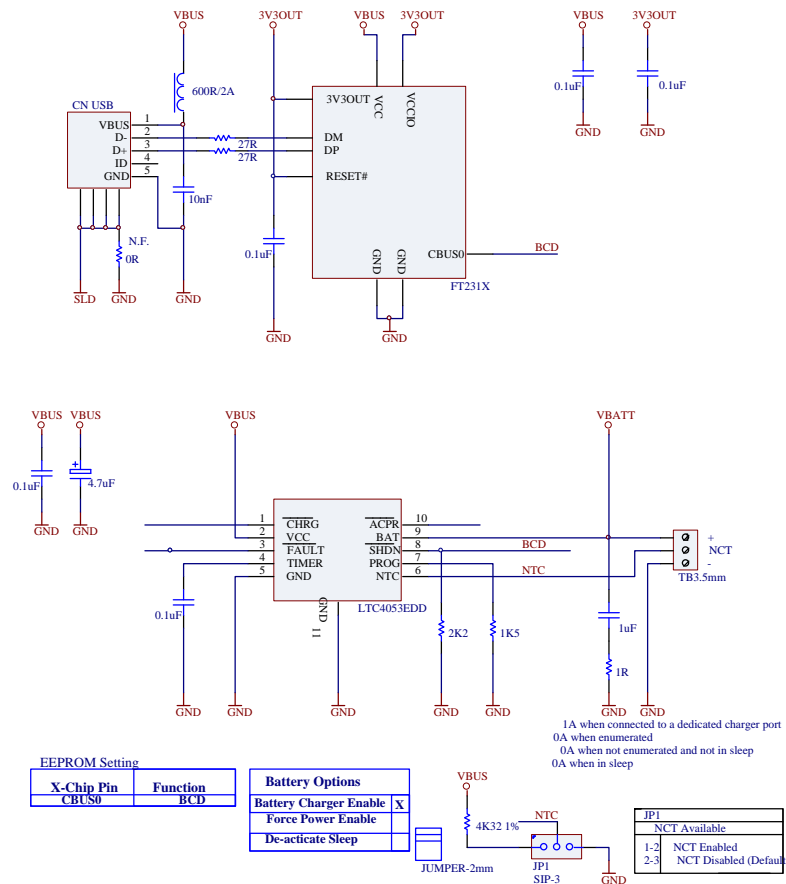 VBUS 3V3OUT VBUS 3V3OUT VBUS 3V3OUT
600R/2A
0.1uF 0.1uF
GND GND
CN USB
VBUS 1
D- 2
D+ 3
ID 4
GND 5
27R
27R
10nF
N.F.
0R
0.1uF
SLD GND GND GND
3V3OUT
VCC
VCCIO
DM
DP
RESET#
GND
GND
CBUS0
BCD
FT231X
GND
VBUS VBUS VBUS VBATT
0.1uF 4.7uF
GND GND
1 CHRG ACPR 10
2 VCC BAT 9
3 FAULT SHDN 8 BCD
4 TIMER PROG 7
5 GND NTC 6 NTC
GND 11
LTC4053EDD
+
NCT
-
TB3.5mm
0.1uF 2K2 1K5 1uF
1R
GND GND GND GND GND GND GND
1A when connected to a dedicated charger port
0A when enumerated
0A when not enumerated and not in sleep
0A when in sleep
EEPROM Setting
X-Chip Pin Function
CBUS0 BCD
Battery Options
Battery Charger Enable X
Force Power Enable
De-acticate Sleep
JUMPER-2mm
VBUS
4K32 1%
NTC
JP1
SIP-3
GND
JP1
NCT Available
1-2 NCT Enabled
2-3 NCT Disabled (Defaul